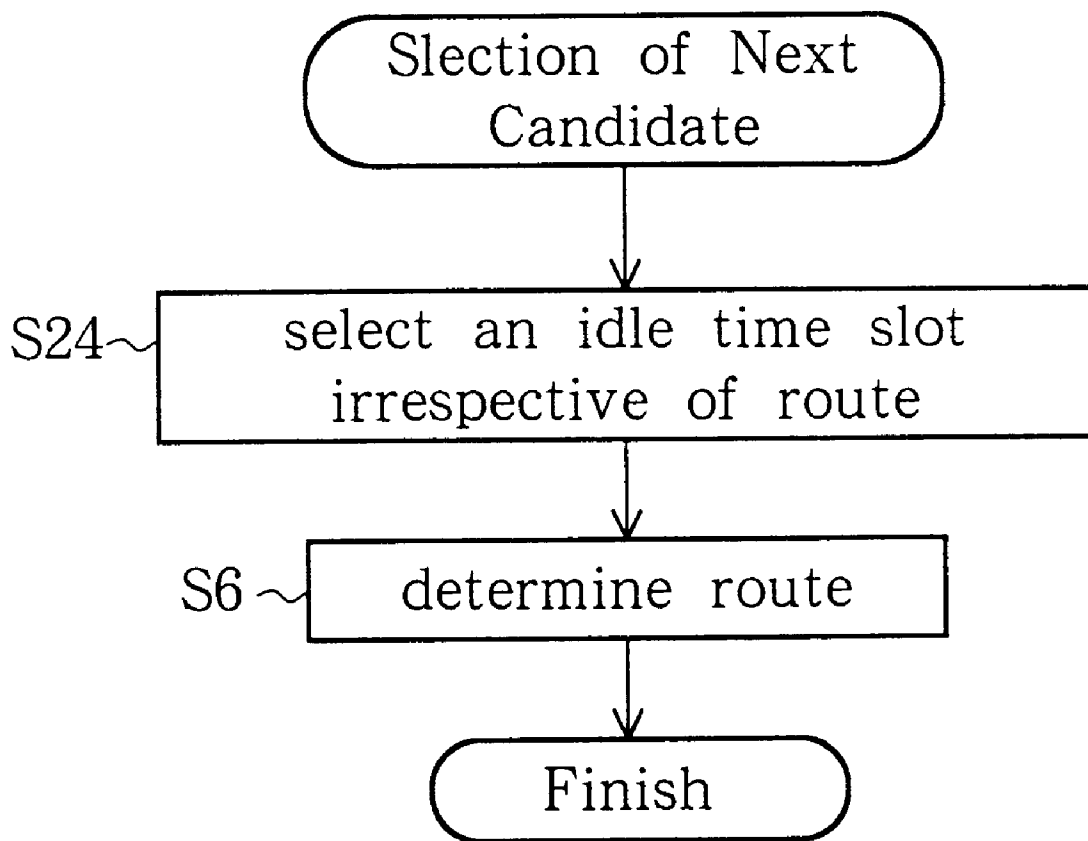 Slection of Next
Candidate
S24
select an idle time slot
irrespective of route
S6
determine route
Finish